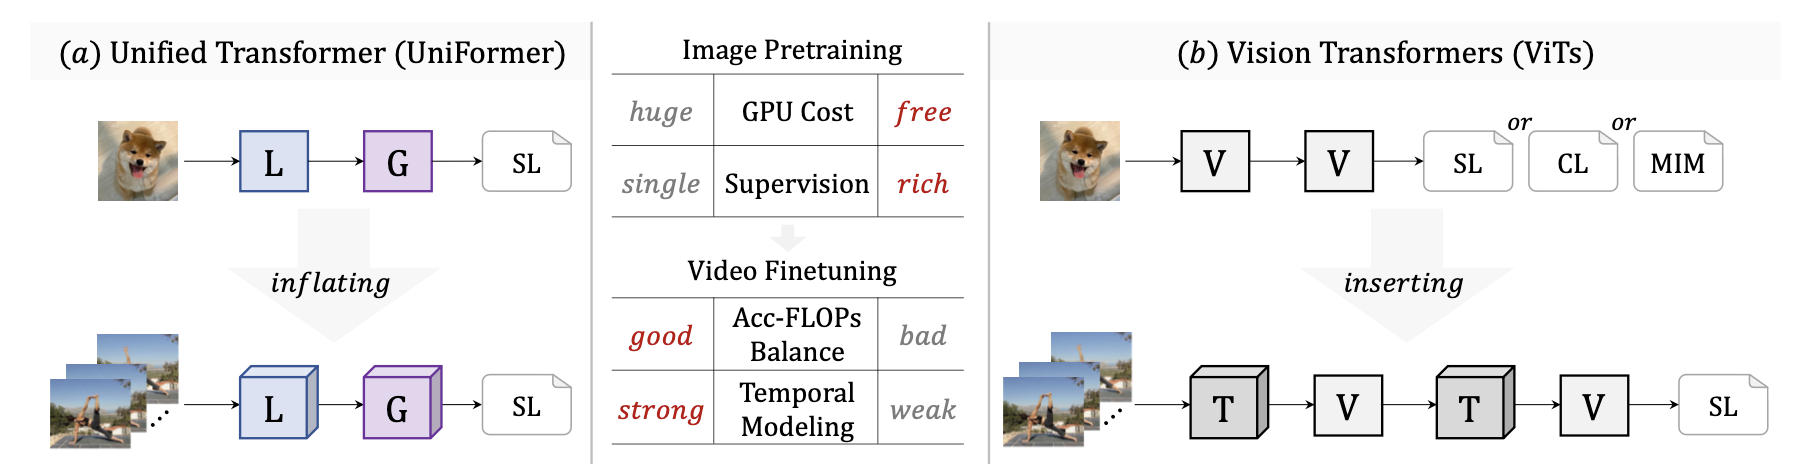 (a) Unified Transformer (UniFormer)
L
G
SL
inflating
L
G
SL
Image Pretraining
huge GPU Cost free
single Supervision rich
Video Finetuning
good Acc-FLOPs Balance bad
strong Temporal Modeling weak
(b) Vision Transformers (ViTs)
V
V
SL or CL or MIM
inserting
T
V
T
V
SL